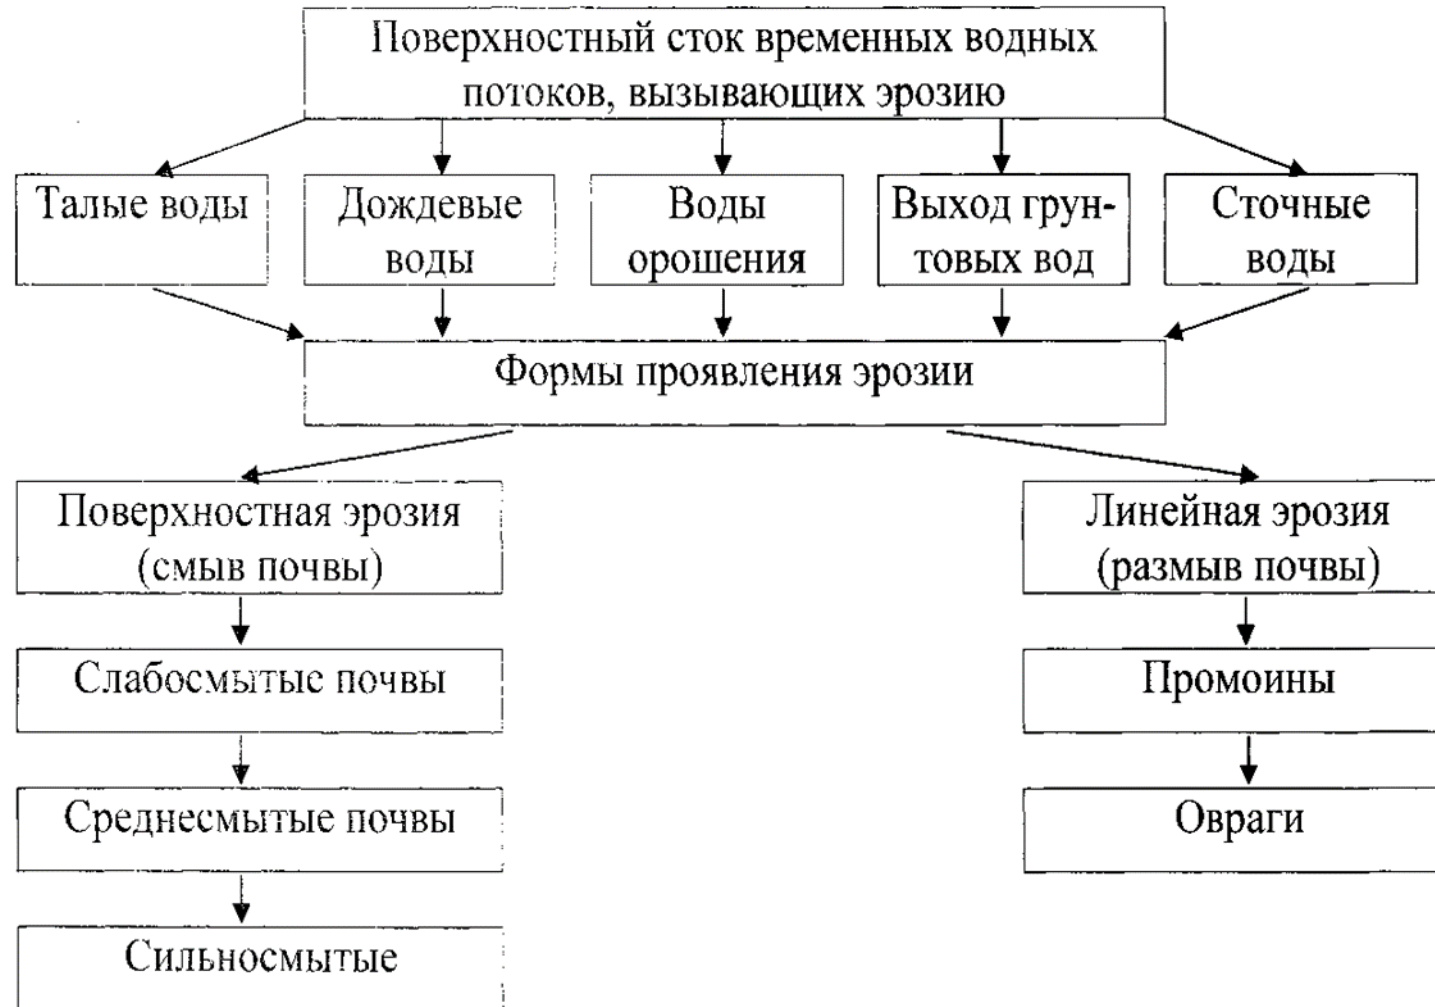 Поверхностный сток временных водных
потоков, вызывающих эрозию
Талые воды
Дождевые
воды
Воды
орошения
Выход грун-
товых вод
Сточные
воды
Формы проявления эрозии
Поверхностная эрозия
(смыв почвы)
Линейная эрозия
(размыв почвы)
Слабосмытые почвы
Промоины
Среднесмытые почвы
Овраги
Сильносмытые